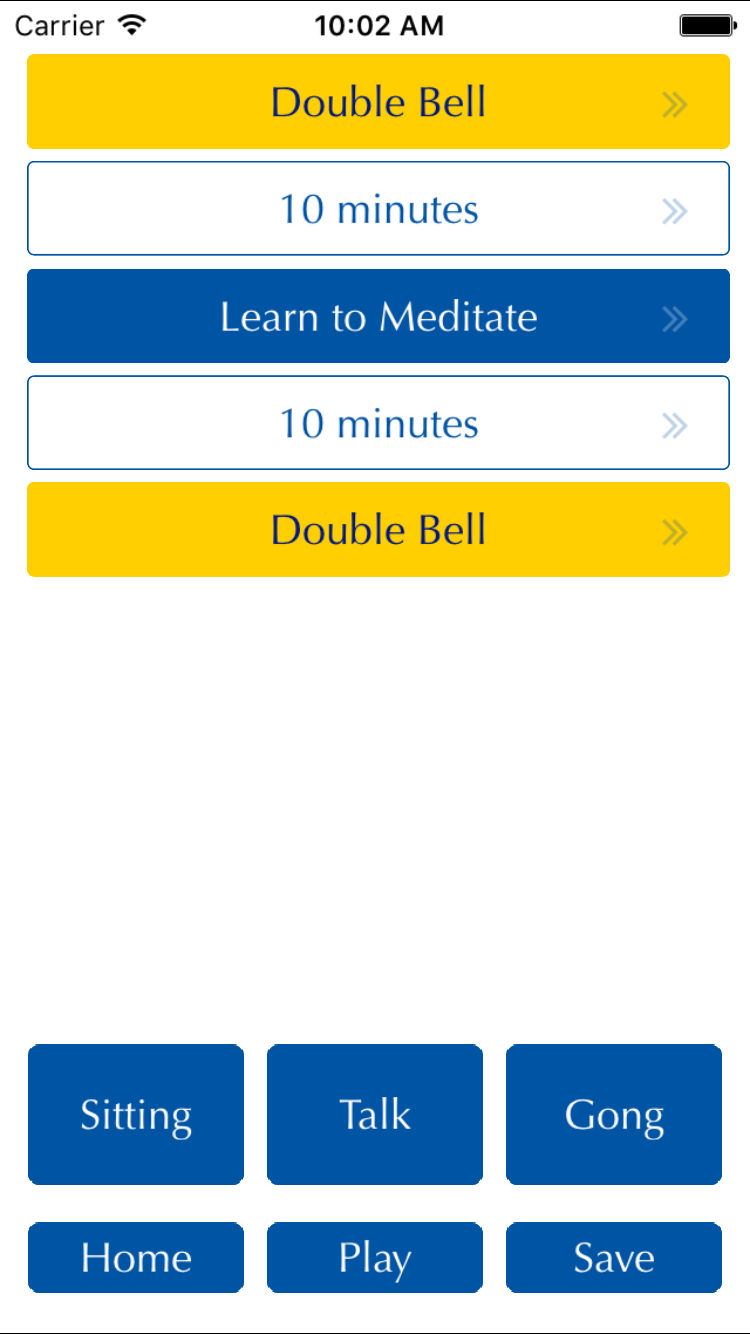 Carrier 10:02 AM
Double Bell
10 minutes
Learn to Meditate
10 minutes
Double Bell
Sitting Talk Gong
Home Play Save